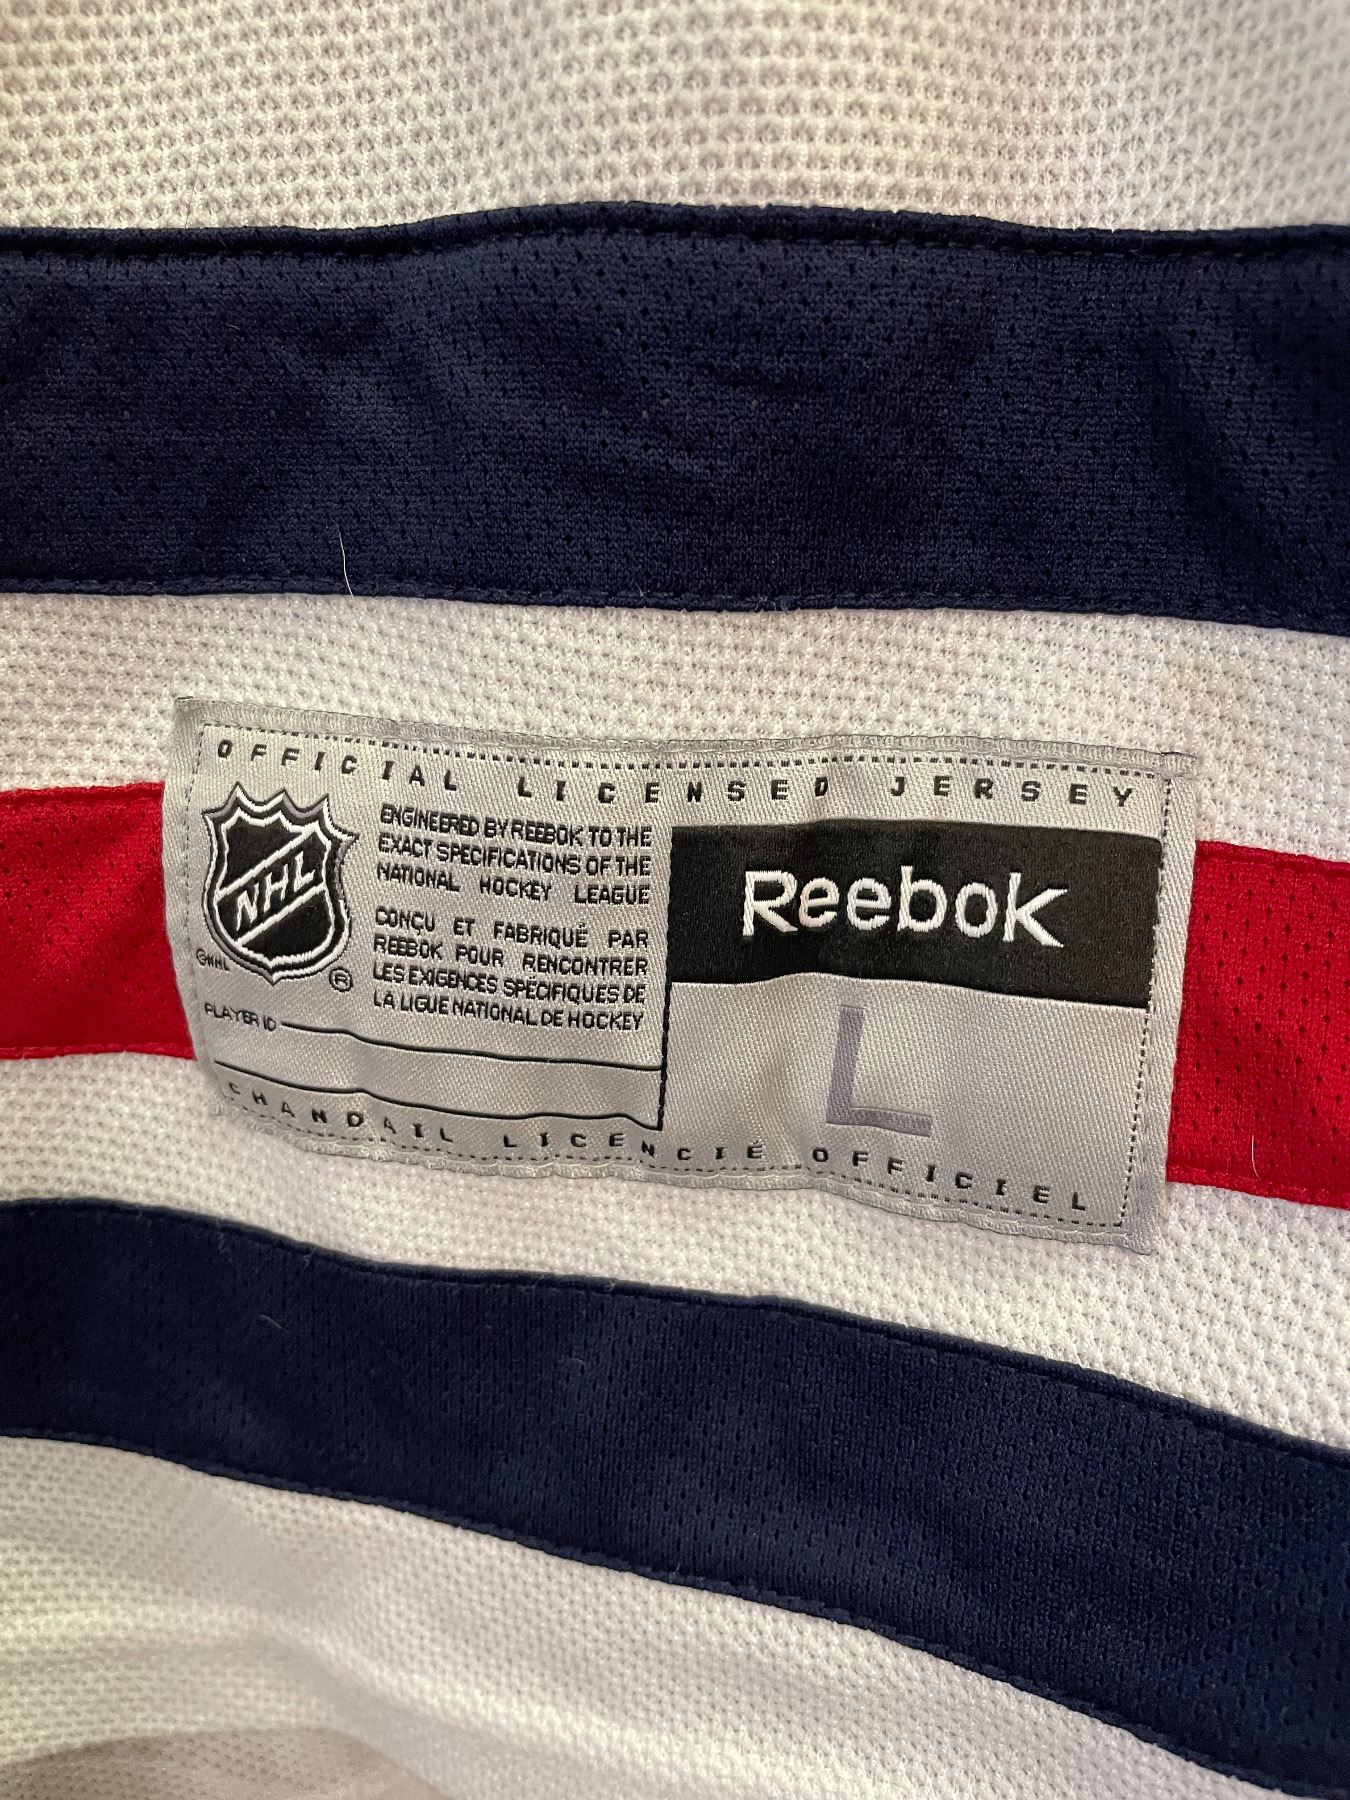 OFFICIAL LICENSED JERSEY
NHL
©NHL
®
ENGINEERED BY REEBOK TO THE
EXACT SPECIFICATIONS OF THE
NATIONAL HOCKEY LEAGUE
CONÇU ET FABRIQUÉ PAR
REEBOK POUR RENCONTRER
LES EXIGENCES SPÉCIFIQUES DE
LA LIGUE NATIONAL DE HOCKEY
PLAYER ID
Reebok
L
CHANDAIL LICENCIÉ OFFICIEL